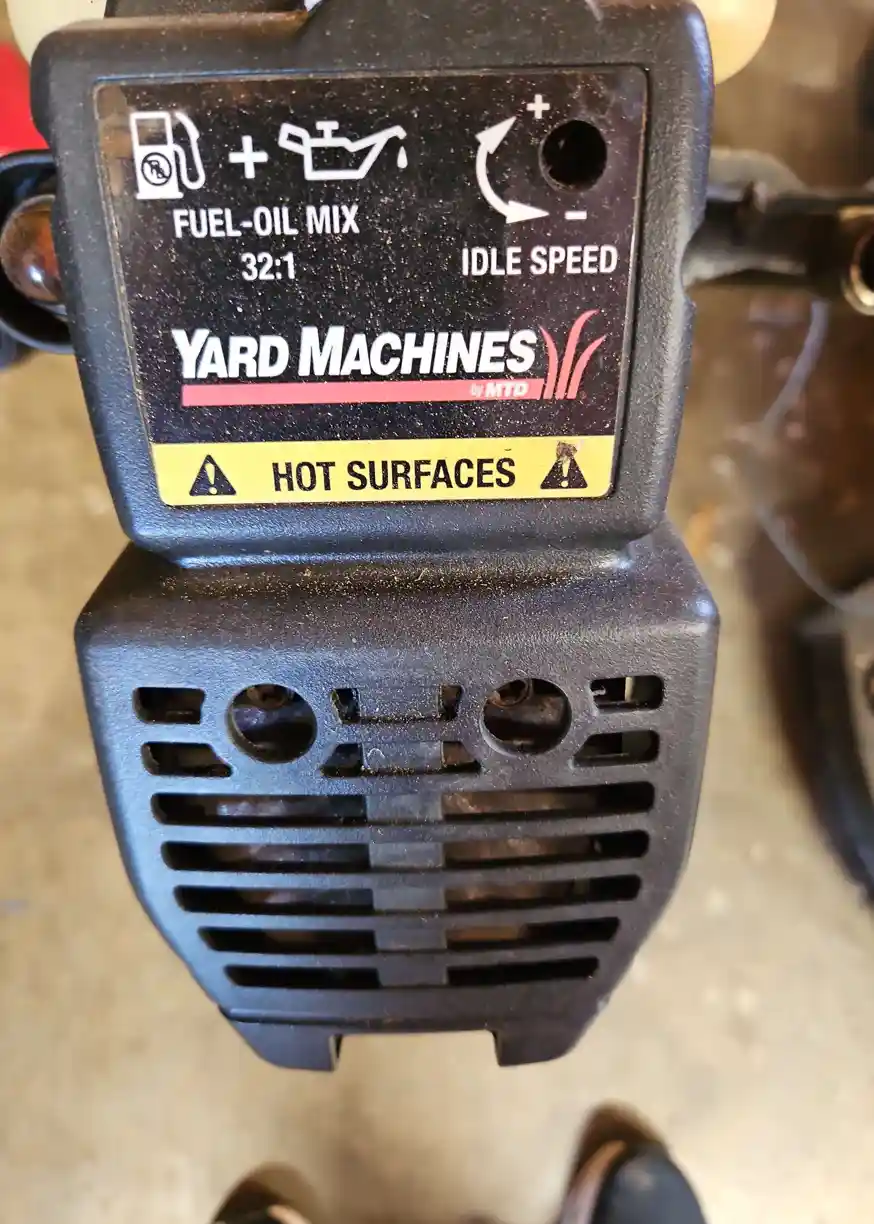 +
+
-
FUEL-OIL MIX
32:1
IDLE SPEED
YARD MACHINES
by MTD
HOT SURFACES